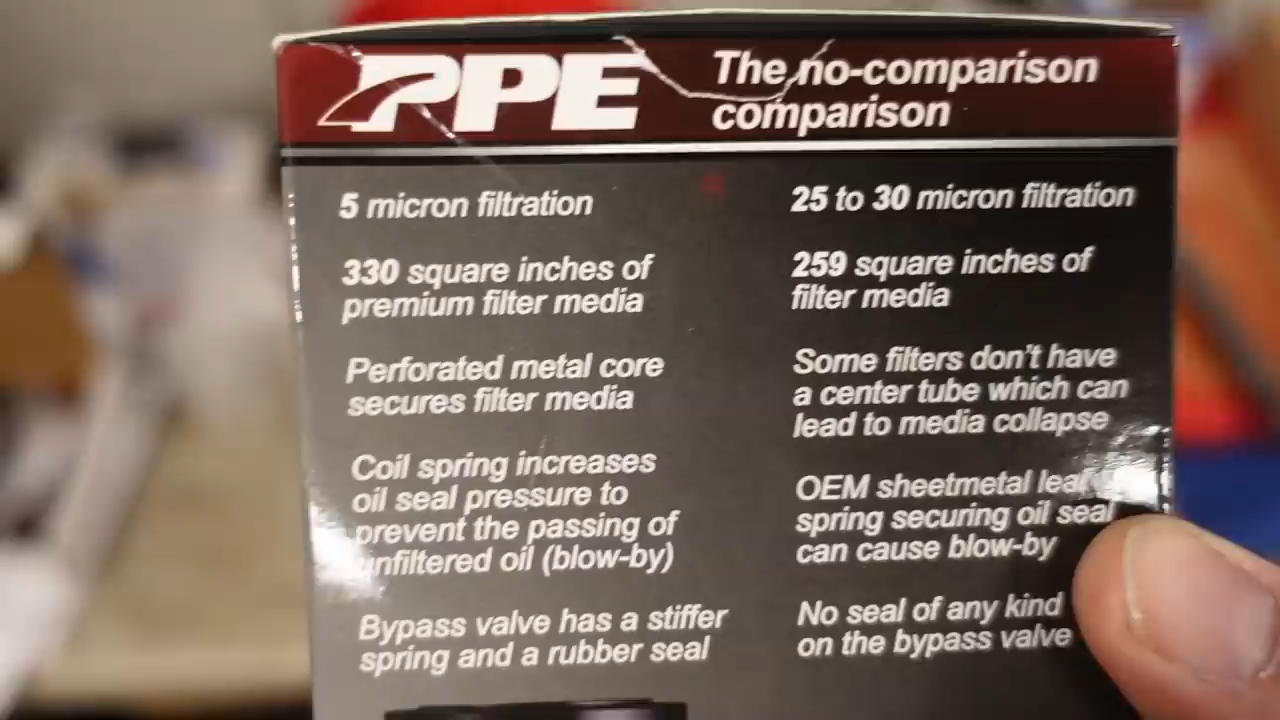 PPE
The no-comparison
comparison
5 micron filtration
330 square inches of
premium filter media
Perforated metal core
secures filter media
Coil spring increases
oil seal pressure to
prevent the passing of
unfiltered oil (blow-by)
Bypass valve has a stiffer
spring and a rubber seal
25 to 30 micron filtration
259 square inches of
filter media
Some filters don't have
a center tube which can
lead to media collapse
OEM sheetmetal leaf
spring securing oil seal
can cause blow-by
No seal of any kind
on the bypass valve